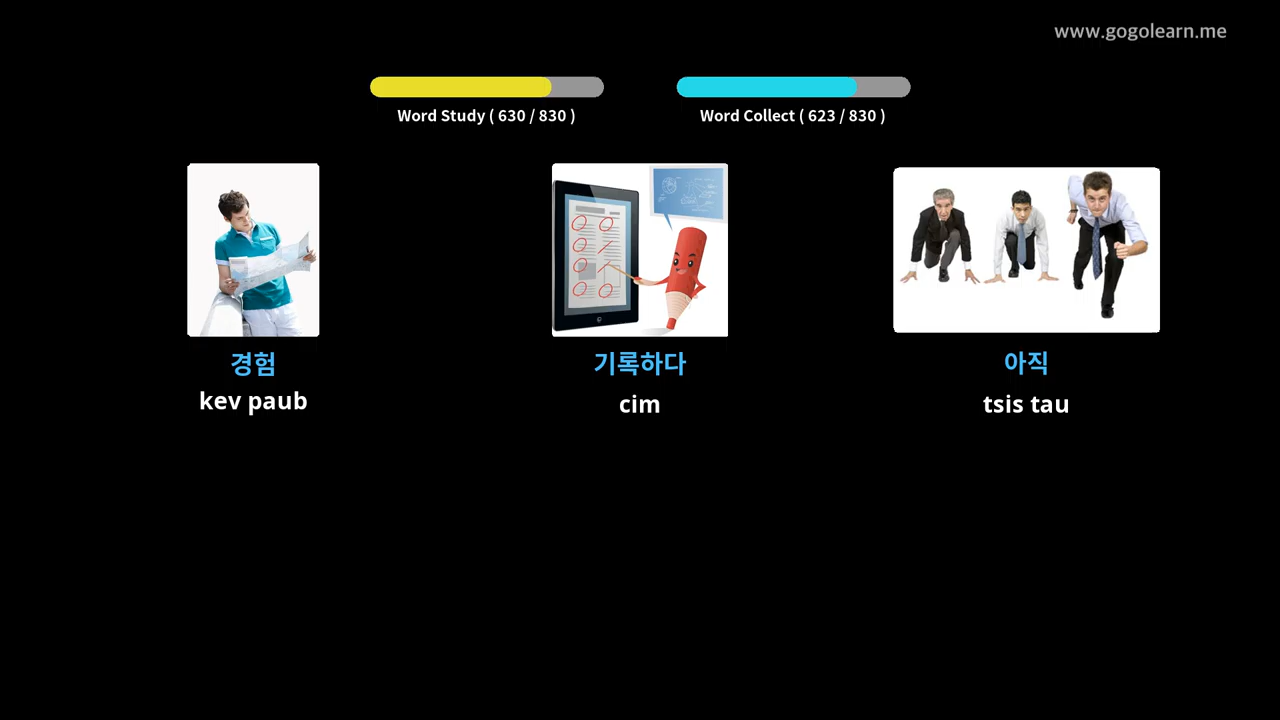 www.gogolearn.me
Word Study ( 630 / 830 )
Word Collect ( 623 / 830 )
경험
기록하다
아직
kev paub
cim
tsis tau